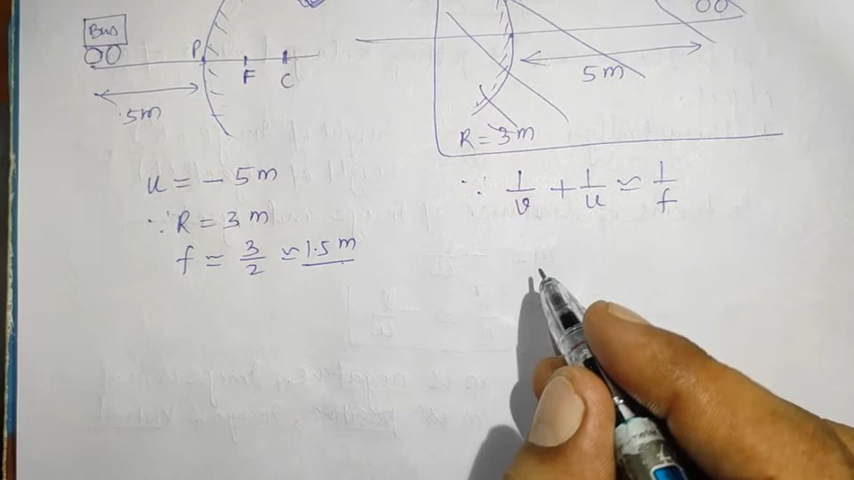 Bus
P
F
C
5m
5m
R = 3m
u = - 5m
∵ R = 3 m
f = 3/2 = 1.5 m
∵ 1/v + 1/u = 1/f